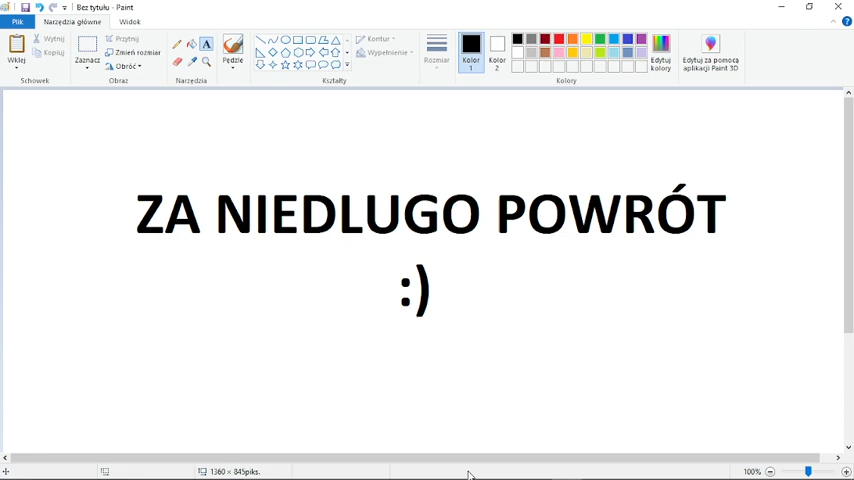 Bez tytułu - Paint
Plik
Narzędzia główne
Widok
Wklej
Wytnij
Kopiuj
Schowek
Zaznacz
Przytnij
Zmień rozmiar
Obróć
Obraz
A
Narzędzia
Pędzle
Kształty
Kontur
Wypełnienie
Rozmiar
Kolor 1
Kolor 2
Kolory
Edytuj kolory
Edytuj za pomocą
aplikacji Paint 3D
ZA NIEDLUGO POWRÓT
:)
1360 × 845piks.
100%